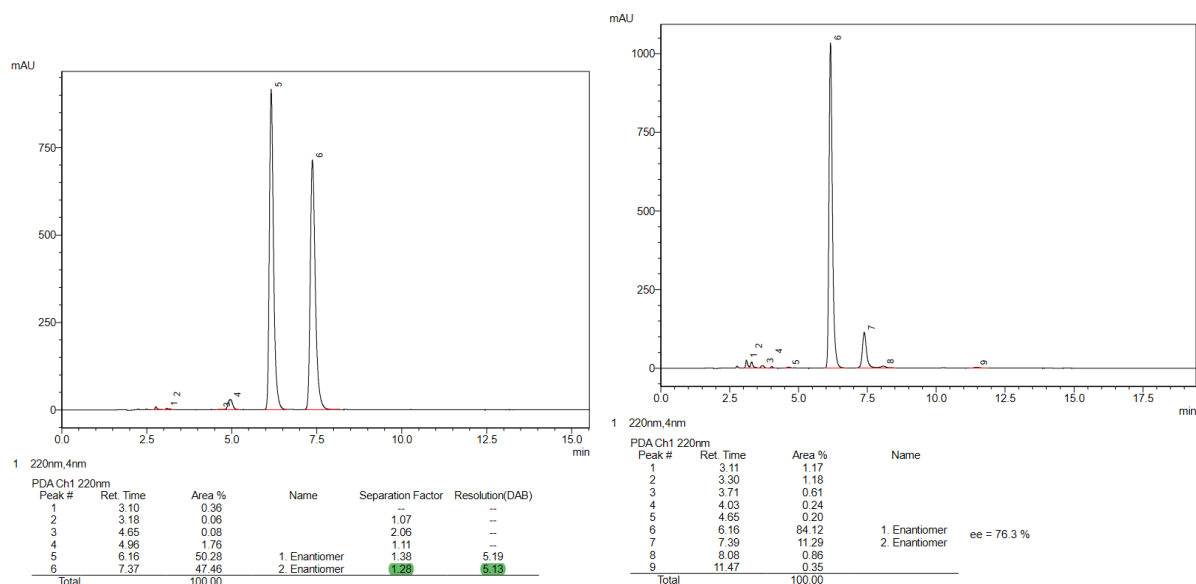 mAU
5
6
750
500
250
0
1
2
3
4
0.0 2.5 5.0 7.5 10.0 12.5 15.0
min
1 220nm,4nm
PDA Ch1 220nm
Peak # Ret. Time Area % Name Separation Factor Resolution(DAB)
1 3.10 0.36 -- --
2 3.18 0.06 1.07 --
3 4.65 0.08 2.06 --
4 4.96 1.76 1.11 --
5 6.16 50.28 1. Enantiomer 1.38 5.19
6 7.37 47.46 2. Enantiomer 1.28 5.13
Total 100.00
mAU
6
1000
750
500
250
0
1
2
3
4
5
7
8
9
0.0 2.5 5.0 7.5 10.0 12.5 15.0 17.5
min
1 220nm,4nm
PDA Ch1 220nm
Peak # Ret. Time Area % Name
1 3.11 1.17
2 3.30 1.18
3 3.71 0.61
4 4.03 0.24
5 4.65 0.20
6 6.16 84.12 1. Enantiomer
7 7.39 11.29 2. Enantiomer
ee = 76.3 %
8 8.08 0.86
9 11.47 0.35
Total 100.00